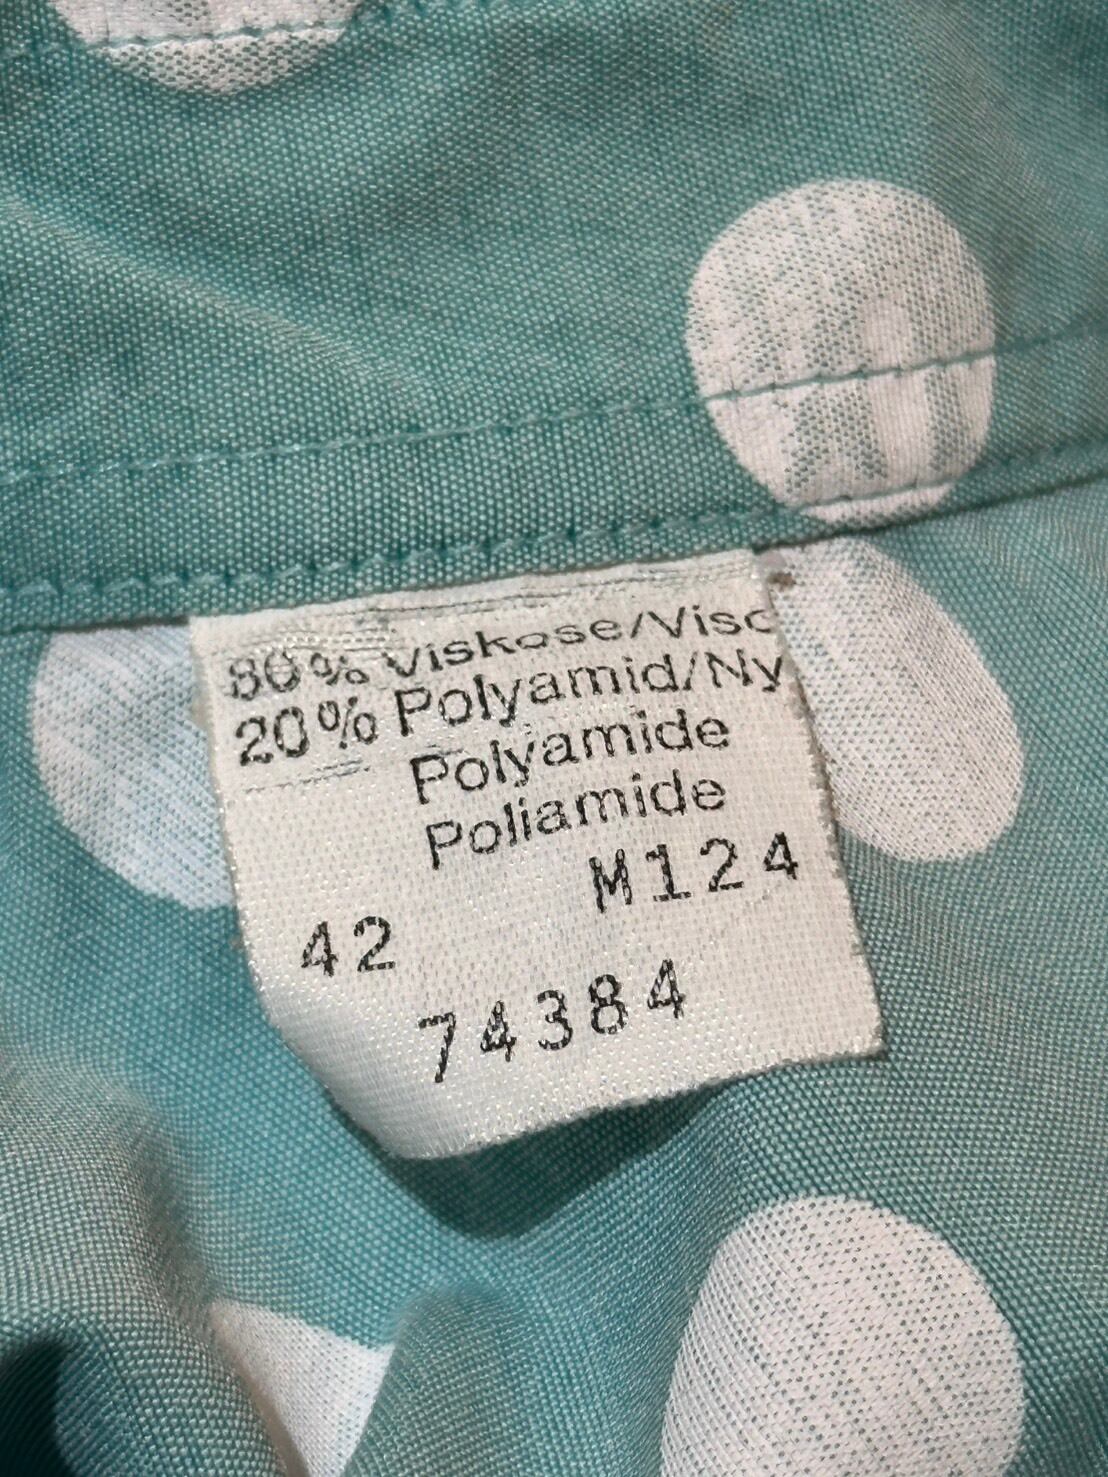 80% Viskose/Visc
20% Polyamid/Ny
Polyamide
Poliamide
M124
42
74384